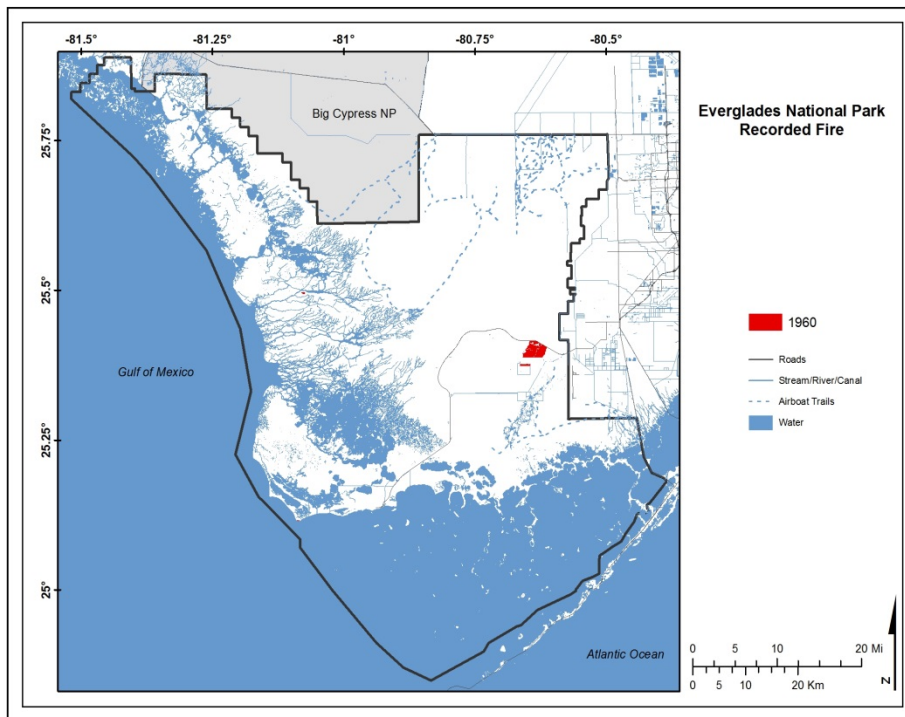 -81.5 -81.25 -81° -80.75 -80.5
Big Cypress NP
Everglades National Park
Recorded Fire
25.75°
25.5°
25.25°
25°
Gulf of Mexico
Atlantic Ocean
1960
Roads
Stream/River/Canal
Airboat Trails
Water
0 5 10 20 Mi
0 5 10 20 Km
N